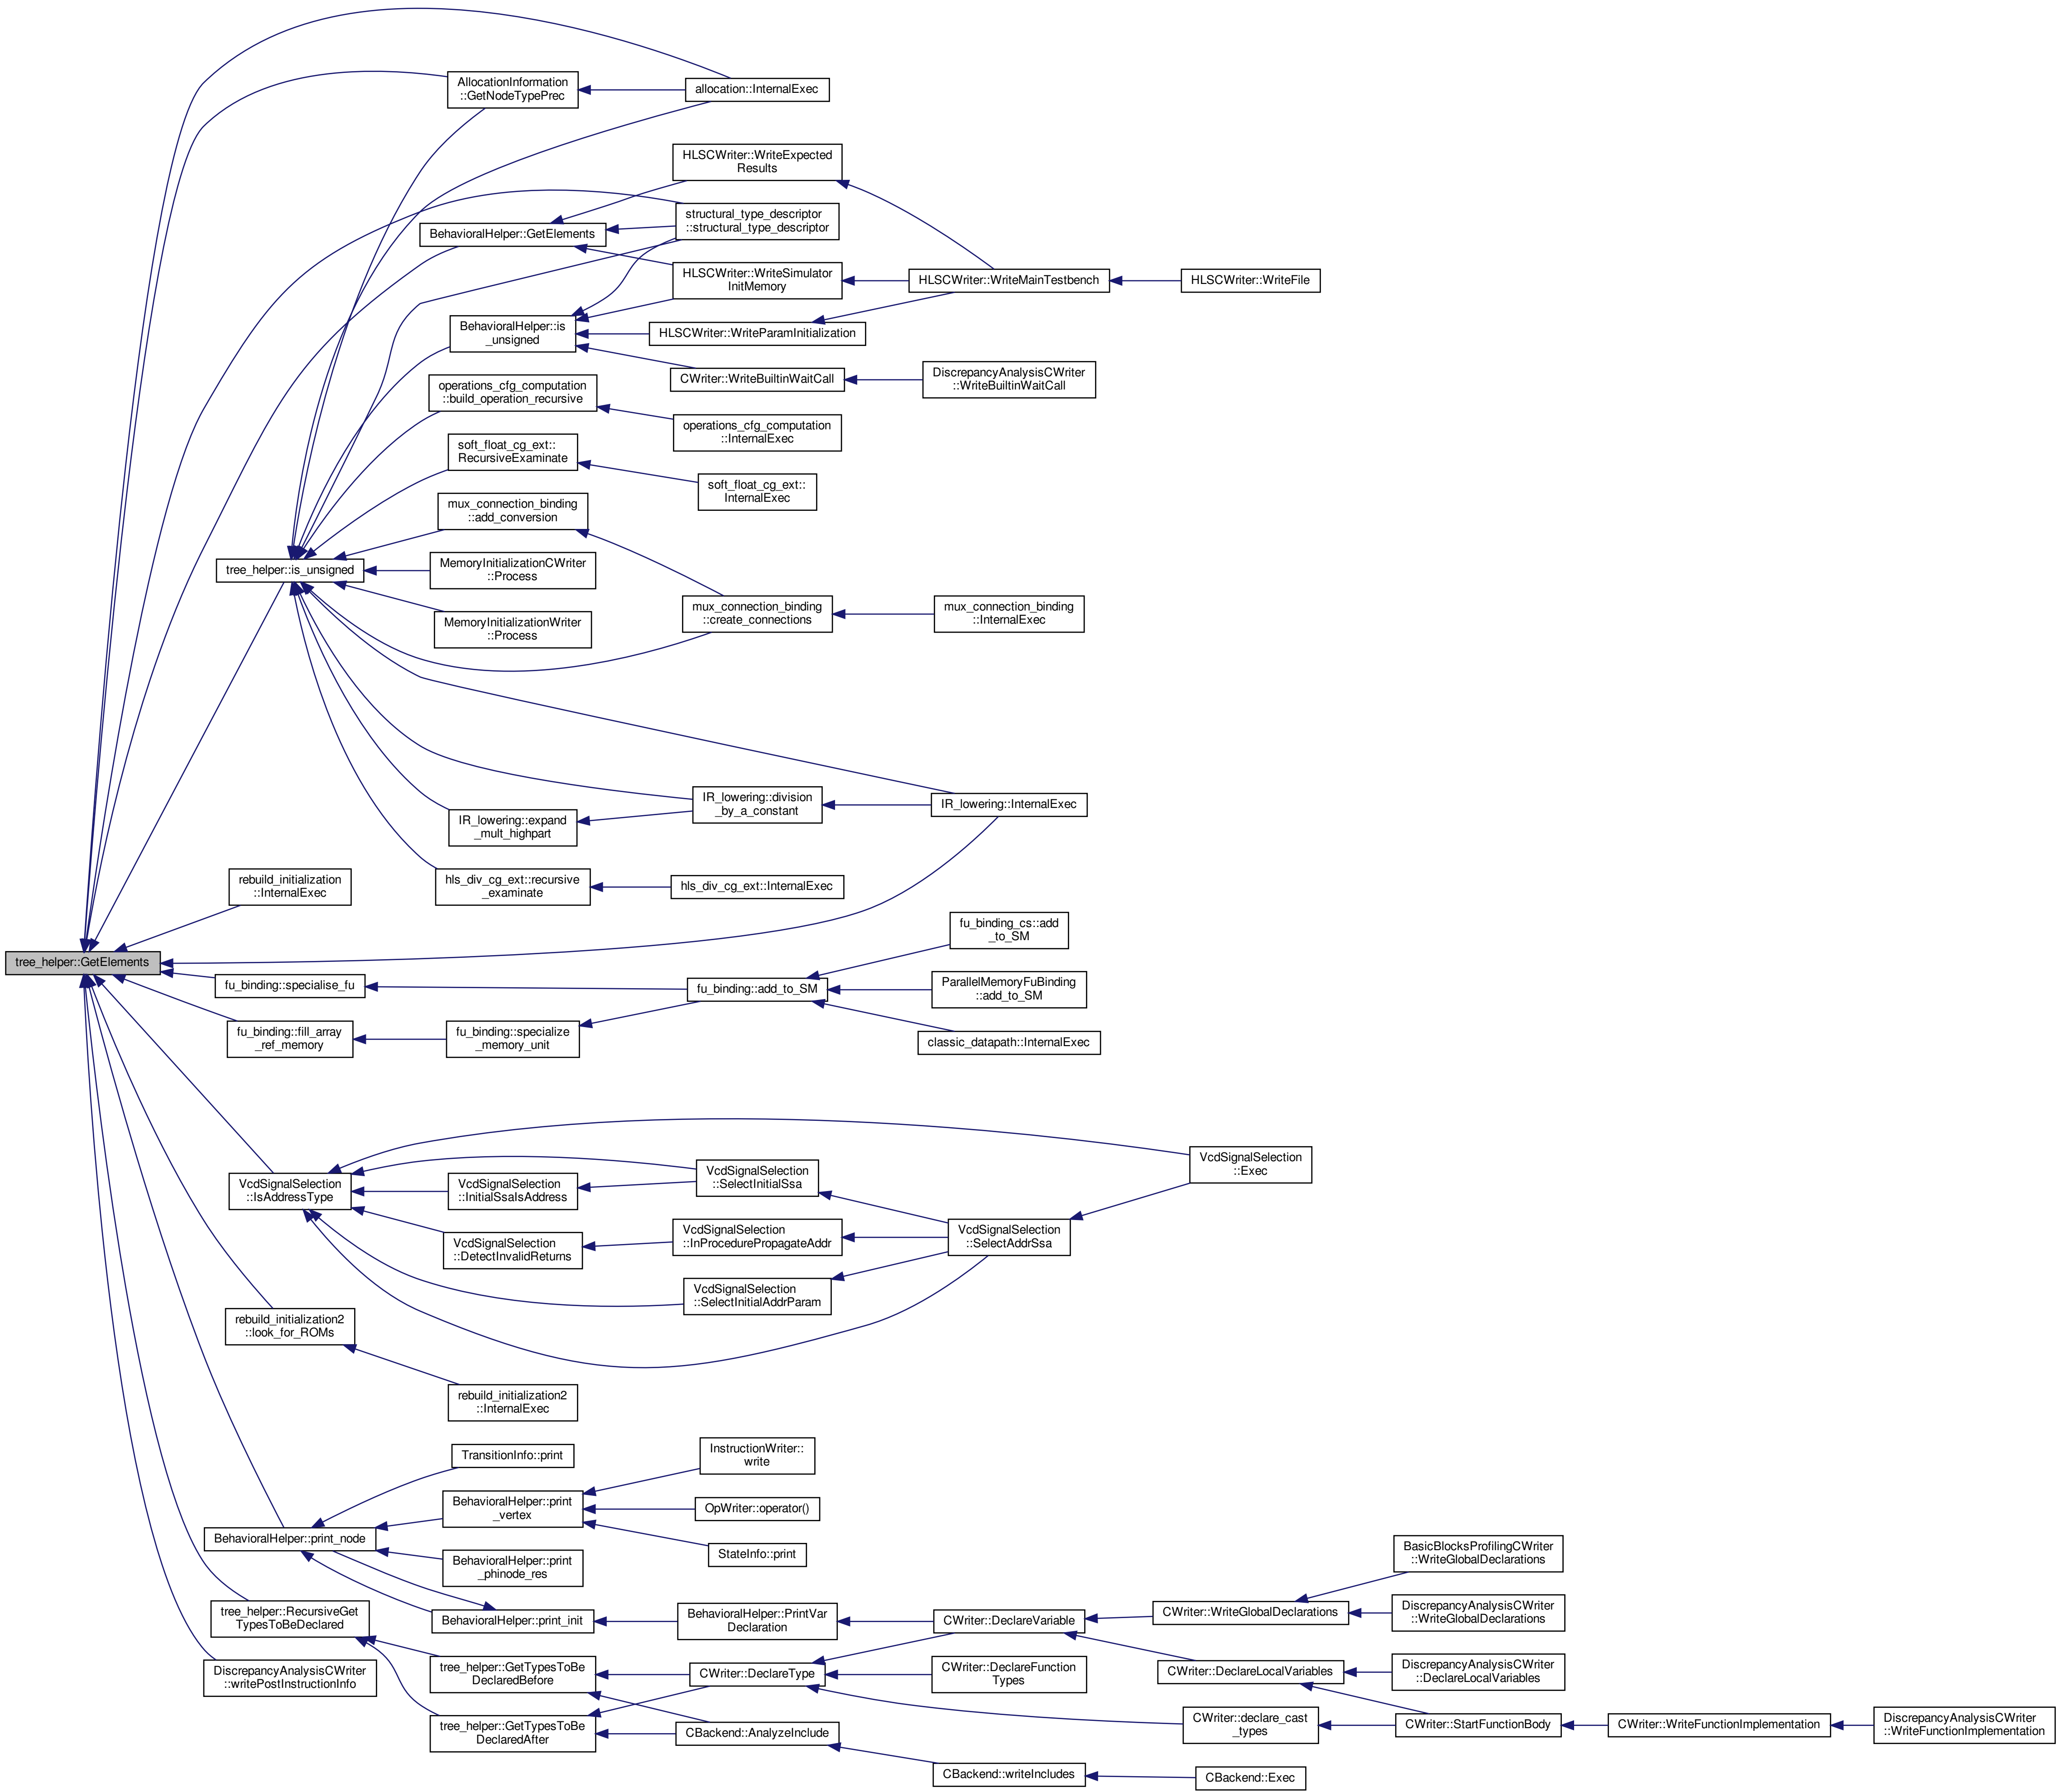 AllocationInformation
::GetNodeTypePrec
allocation::InternalExec
HLSCWriter::WriteExpected
Results
structural_type_descriptor
::structural_type_descriptor
BehavioralHelper::GetElements
HLSCWriter::WriteSimulator
InitMemory
HLSCWriter::WriteMainTestbench
HLSCWriter::WriteFile
BehavioralHelper::is
_unsigned
HLSCWriter::WriteParamInitialization
CWriter::WriteBuiltinWaitCall
DiscrepancyAnalysisCWriter
::WriteBuiltinWaitCall
operations_cfg_computation
::build_operation_recursive
operations_cfg_computation
::InternalExec
soft_float_cg_ext::
RecursiveExaminate
soft_float_cg_ext::
InternalExec
mux_connection_binding
::add_conversion
tree_helper::is_unsigned
MemoryInitializationCWriter
::Process
MemoryInitializationWriter
::Process
mux_connection_binding
::create_connections
mux_connection_binding
::InternalExec
IR_lowering::division
_by_a_constant
IR_lowering::InternalExec
IR_lowering::expand
_mult_highpart
hls_div_cg_ext::recursive
_examinate
hls_div_cg_ext::InternalExec
rebuild_initialization
::InternalExec
tree_helper::GetElements
fu_binding_cs::add
_to_SM
fu_binding::specialise_fu
fu_binding::add_to_SM
ParallelMemoryFuBinding
::add_to_SM
fu_binding::fill_array
_ref_memory
fu_binding::specialize
_memory_unit
classic_datapath::InternalExec
VcdSignalSelection
::IsAddressType
VcdSignalSelection
::InitialSsaIsAddress
VcdSignalSelection
::SelectInitialSsa
VcdSignalSelection
::Exec
VcdSignalSelection
::DetectInvalidReturns
VcdSignalSelection
::InProcedurePropagateAddr
VcdSignalSelection
::SelectAddrSsa
VcdSignalSelection
::SelectInitialAddrParam
rebuild_initialization2
::look_for_ROMs
rebuild_initialization2
::InternalExec
TransitionInfo::print
InstructionWriter::
write
BehavioralHelper::print
_vertex
OpWriter::operator()
BehavioralHelper::print_node
StateInfo::print
BehavioralHelper::print
_phinode_res
BasicBlocksProfilingCWriter
::WriteGlobalDeclarations
tree_helper::RecursiveGet
TypesToBeDeclared
BehavioralHelper::print_init
BehavioralHelper::PrintVar
Declaration
CWriter::DeclareVariable
CWriter::WriteGlobalDeclarations
DiscrepancyAnalysisCWriter
::WriteGlobalDeclarations
DiscrepancyAnalysisCWriter
::writePostInstructionInfo
tree_helper::GetTypesToBe
DeclaredBefore
CWriter::DeclareType
CWriter::DeclareFunction
Types
CWriter::DeclareLocalVariables
DiscrepancyAnalysisCWriter
::DeclareLocalVariables
tree_helper::GetTypesToBe
DeclaredAfter
CBackend::AnalyzeInclude
CWriter::declare_cast
_types
CWriter::StartFunctionBody
CWriter::WriteFunctionImplementation
DiscrepancyAnalysisCWriter
::WriteFunctionImplementation
CBackend::writeIncludes
CBackend::Exec